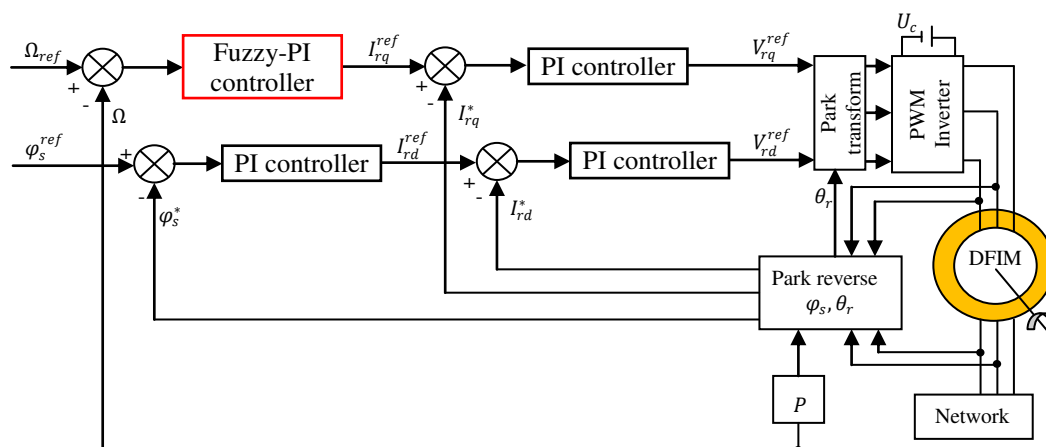 Ω_ref
+
-
Ω
Fuzzy-PI
controller
I_rq^ref
+
-
I_rq^*
PI controller
V_rq^ref
Park
transform
PWM
Inverter
U_c
φ_s^ref
+
-
φ_s^*
PI controller
I_rd^ref
+
-
I_rd^*
PI controller
V_rd^ref
θ_r
Park reverse
φ_s, θ_r
DFIM
P
Network